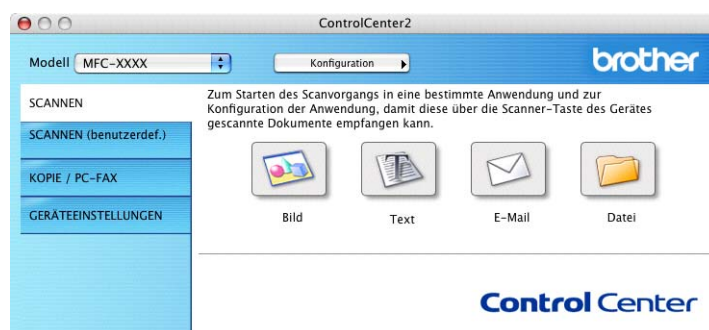 ControlCenter2
Modell MFC-XXXX Konfiguration brother
SCANNEN
SCANNEN (benutzerdef.)
KOPIE / PC-FAX
GERÄTEEINSTELLUNGEN
Zum Starten des Scanvorgangs in eine bestimmte Anwendung und zur
Konfiguration der Anwendung, damit diese über die Scanner-Taste des Gerätes
gescannte Dokumente empfangen kann.
Bild Text E-Mail Datei
Control Center